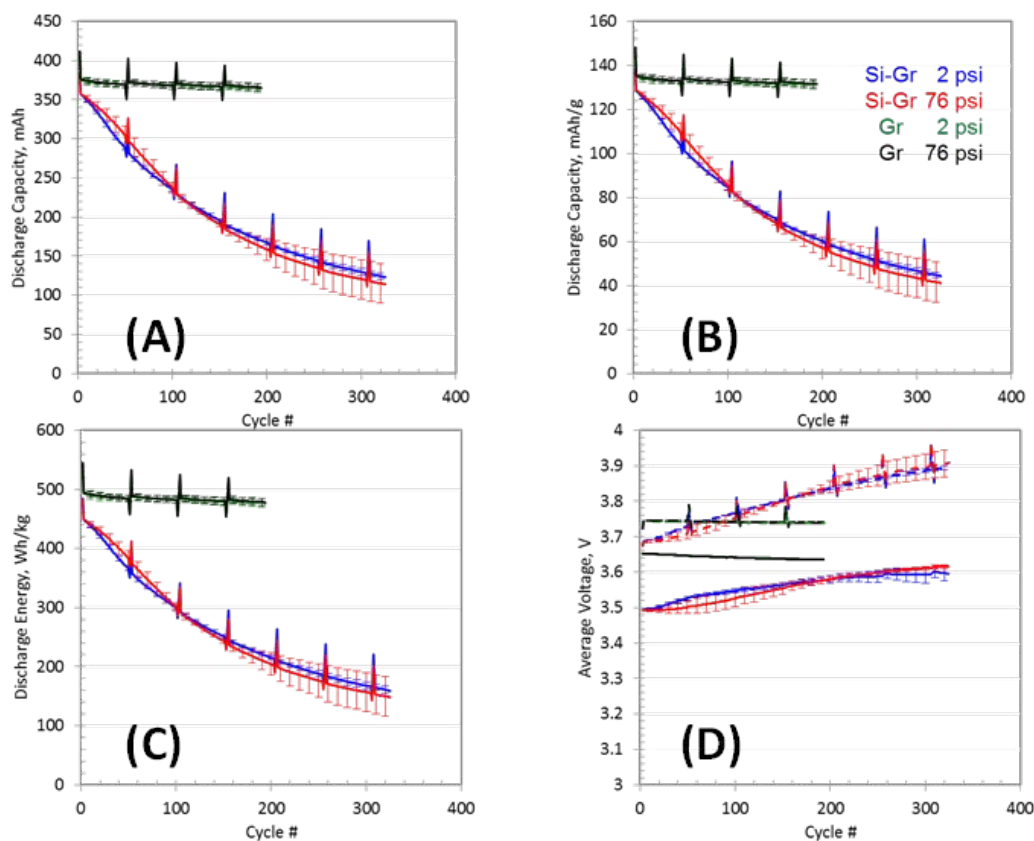 450
400
350
300
250
200
150
100
50
0
Discharge Capacity, mAh
(A)
0 100 200 300 400
Cycle #
160
140
120
100
80
60
40
20
0
Discharge Capacity, mAh/g
Si-Gr 2 psi
Si-Gr 76 psi
Gr 2 psi
Gr 76 psi
(B)
0 100 200 300 400
Cycle #
600
500
400
300
200
100
0
Discharge Energy, Wh/kg
(C)
0 100 200 300 400
Cycle #
4
3.9
3.8
3.7
3.6
3.5
3.4
3.3
3.2
3.1
3
Average Voltage, V
(D)
0 100 200 300 400
Cycle #